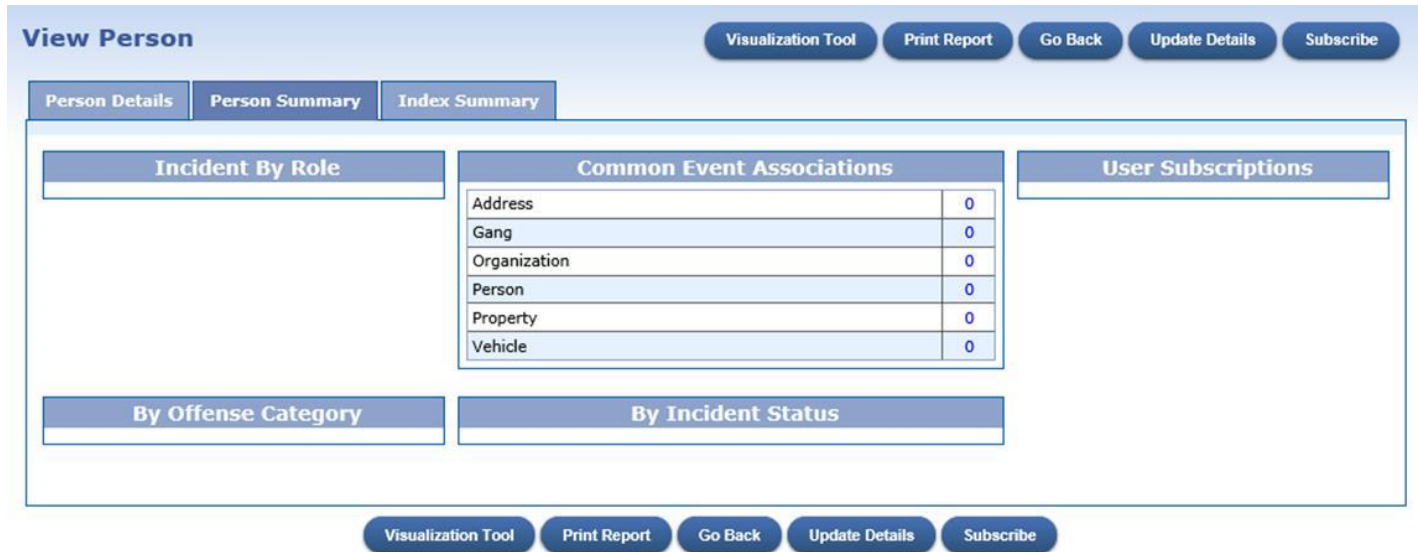 View Person
Visualization Tool Print Report Go Back Update Details Subscribe
Person Details Person Summary Index Summary
Incident By Role
Common Event Associations
Address 0
Gang 0
Organization 0
Person 0
Property 0
Vehicle 0
User Subscriptions
By Offense Category
By Incident Status
Visualization Tool Print Report Go Back Update Details Subscribe